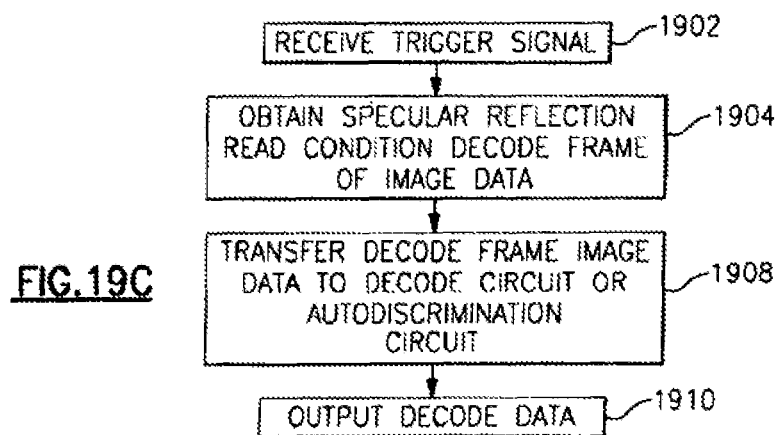 RECEIVE TRIGGER SIGNAL
1902
OBTAIN SPECULAR REFLECTION
READ CONDITION DECODE FRAME
OF IMAGE DATA
1904
TRANSFER DECODE FRAME IMAGE
DATA TO DECODE CIRCUIT OR
AUTODISCRIMINATION
CIRCUIT
1908
FIG.19C
OUTPUT DECODE DATA
1910